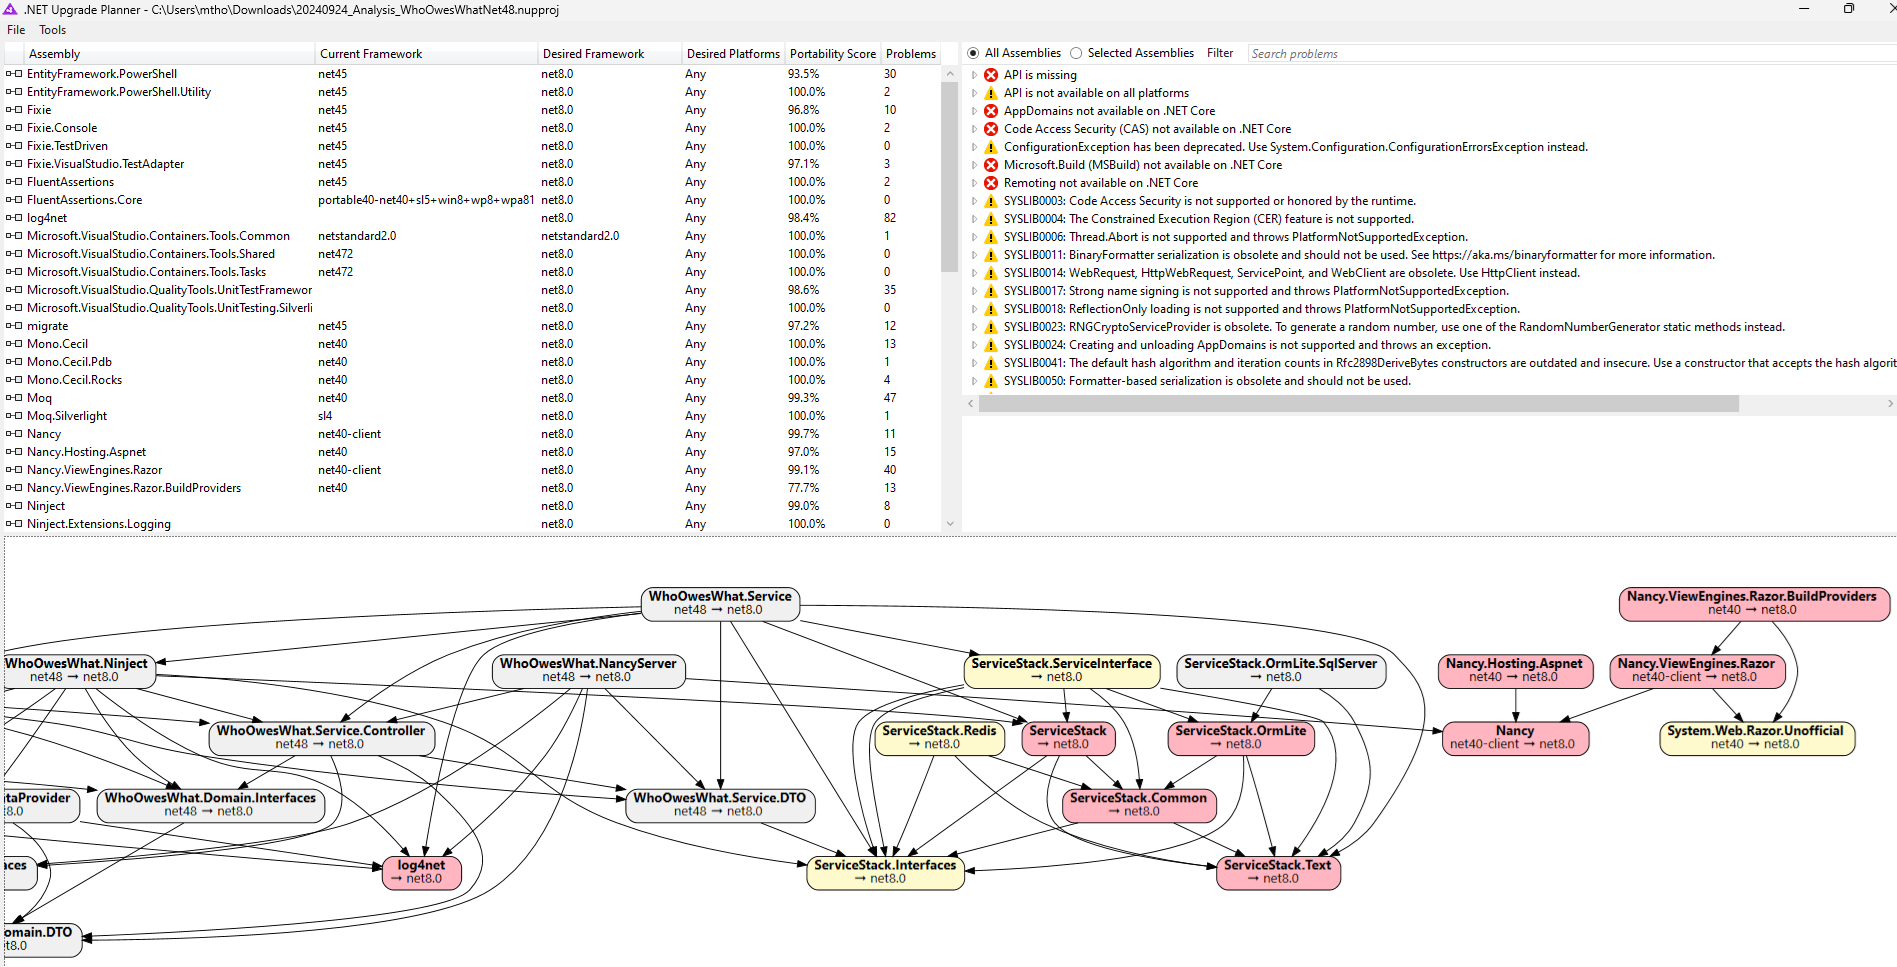 .NET Upgrade Planner - C:\Users\mtho\Downloads\20240924_Analysis_WhoOwesWhatNet48.nupproj
File Tools
Assembly Current Framework Desired Framework Desired Platforms Portability Score Problems
EntityFramework.PowerShell net45 net8.0 Any 93.5% 30
EntityFramework.PowerShell.Utility net45 net8.0 Any 100.0% 2
Fixie net45 net8.0 Any 96.8% 10
Fixie.Console net45 net8.0 Any 100.0% 2
Fixie.TestDriven net45 net8.0 Any 100.0% 0
Fixie.VisualStudio.TestAdapter net45 net8.0 Any 97.1% 3
FluentAssertions net45 net8.0 Any 100.0% 2
FluentAssertions.Core portable40-net40+sl5+win8+wp8+wpa81 net8.0 Any 100.0% 0
log4net net8.0 Any 98.4% 82
Microsoft.VisualStudio.Containers.Tools.Common netstandard2.0 netstandard2.0 Any 100.0% 1
Microsoft.VisualStudio.Containers.Tools.Shared net472 net8.0 Any 100.0% 0
Microsoft.VisualStudio.Containers.Tools.Tasks net472 net8.0 Any 100.0% 0
Microsoft.VisualStudio.QualityTools.UnitTestFramewor net8.0 Any 98.6% 35
Microsoft.VisualStudio.QualityTools.UnitTesting.Silverli net8.0 Any 100.0% 0
migrate net45 net8.0 Any 97.2% 12
Mono.Cecil net40 net8.0 Any 100.0% 13
Mono.Cecil.Pdb net40 net8.0 Any 100.0% 1
Mono.Cecil.Rocks net40 net8.0 Any 100.0% 4
Moq net40 net8.0 Any 99.3% 47
Moq.Silverlight sl4 net8.0 Any 100.0% 1
Nancy net40-client net8.0 Any 99.7% 11
Nancy.Hosting.Aspnet net40 net8.0 Any 97.0% 15
Nancy.ViewEngines.Razor net40-client net8.0 Any 99.1% 40
Nancy.ViewEngines.Razor.BuildProviders net40 net8.0 Any 77.7% 13
Ninject net8.0 Any 99.0% 8
Ninject.Extensions.Logging net8.0 Any 100.0% 0
All Assemblies Selected Assemblies Filter Search problems
API is missing
API is not available on all platforms
AppDomains not available on .NET Core
Code Access Security (CAS) not available on .NET Core
ConfigurationException has been deprecated. Use System.Configuration.ConfigurationErrorsException instead.
Microsoft.Build (MSBuild) not available on .NET Core
Remoting not available on .NET Core
SYSLIB0003: Code Access Security is not supported or honored by the runtime.
SYSLIB0004: The Constrained Execution Region (CER) feature is not supported.
SYSLIB0006: Thread.Abort is not supported and throws PlatformNotSupportedException.
SYSLIB0011: BinaryFormatter serialization is obsolete and should not be used. See https://aka.ms/binaryformatter for more information.
SYSLIB0014: WebRequest, HttpWebRequest, ServicePoint, and WebClient are obsolete. Use HttpClient instead.
SYSLIB0017: Strong name signing is not supported and throws PlatformNotSupportedException.
SYSLIB0018: ReflectionOnly loading is not supported and throws PlatformNotSupportedException.
SYSLIB0023: RNGCryptoServiceProvider is obsolete. To generate a random number, use one of the RandomNumberGenerator static methods instead.
SYSLIB0024: Creating and unloading AppDomains is not supported and throws an exception.
SYSLIB0041: The default hash algorithm and iteration counts in Rfc2898DeriveBytes constructors are outdated and insecure. Use a constructor that accepts the hash algorit
SYSLIB0050: Formatter-based serialization is obsolete and should not be used.
WhoOwesWhat.Service
net48 → net8.0
Nancy.ViewEngines.Razor.BuildProviders
net40 → net8.0
WhoOwesWhat.Ninject
net48 → net8.0
WhoOwesWhat.NancyServer
net48 → net8.0
ServiceStack.ServiceInterface
→ net8.0
ServiceStack.OrmLite.SqlServer
→ net8.0
Nancy.Hosting.Aspnet
net40 → net8.0
Nancy.ViewEngines.Razor
net40-client → net8.0
WhoOwesWhat.Service.Controller
net48 → net8.0
ServiceStack.Redis
→ net8.0
ServiceStack
→ net8.0
ServiceStack.OrmLite
→ net8.0
Nancy
net40-client → net8.0
System.Web.Razor.Unofficial
net40 → net8.0
taProvider
t8.0
WhoOwesWhat.Domain.Interfaces
net48 → net8.0
WhoOwesWhat.Service.DTO
net48 → net8.0
ServiceStack.Common
→ net8.0
aces
log4net
→ net8.0
ServiceStack.Interfaces
→ net8.0
ServiceStack.Text
→ net8.0
omain.DTO
t8.0